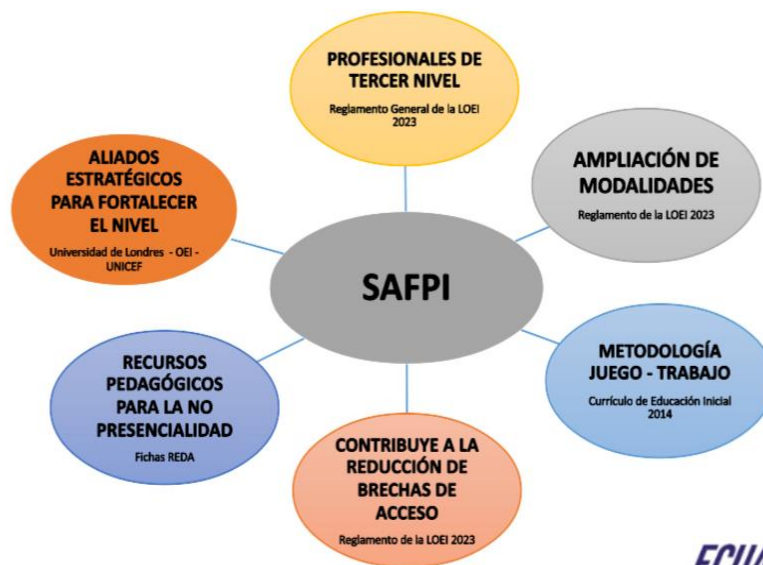 PROFESIONALES DE
TERCER NIVEL
Reglamento General de la LOEI
2023
ALIADOS
ESTRATÉGICOS
PARA FORTALECER
EL NIVEL
Universidad de Londres - OEI -
UNICEF
AMPLIACIÓN DE
MODALIDADES
Reglamento de la LOEI 2023
SAFPI
RECURSOS
PEDAGÓGICOS
PARA LA NO
PRESENCIALIDAD
Fichas REDA
METODOLOGÍA
JUEGO - TRABAJO
Currículo de Educación Inicial
2014
CONTRIBUYE A LA
REDUCCIÓN DE
BRECHAS DE
ACCESO
Reglamento de la LOEI 2023